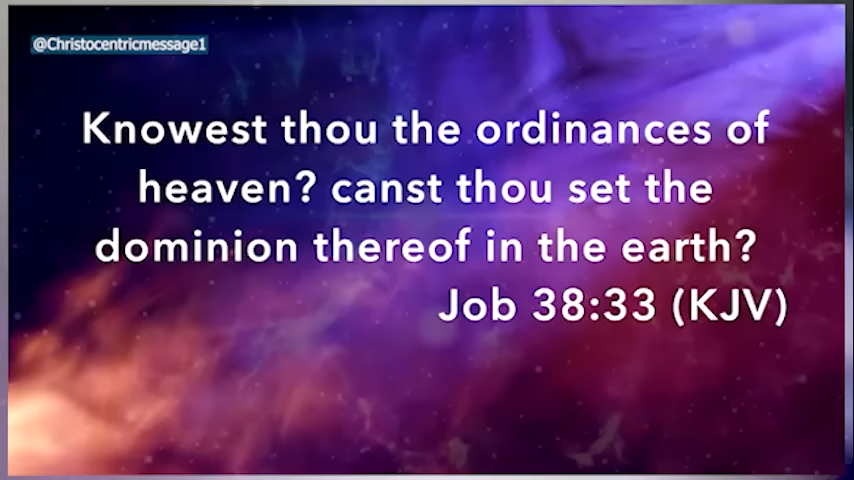 @Christocentricmessage1
Knowest thou the ordinances of
heaven? canst thou set the
dominion thereof in the earth?
Job 38:33 (KJV)